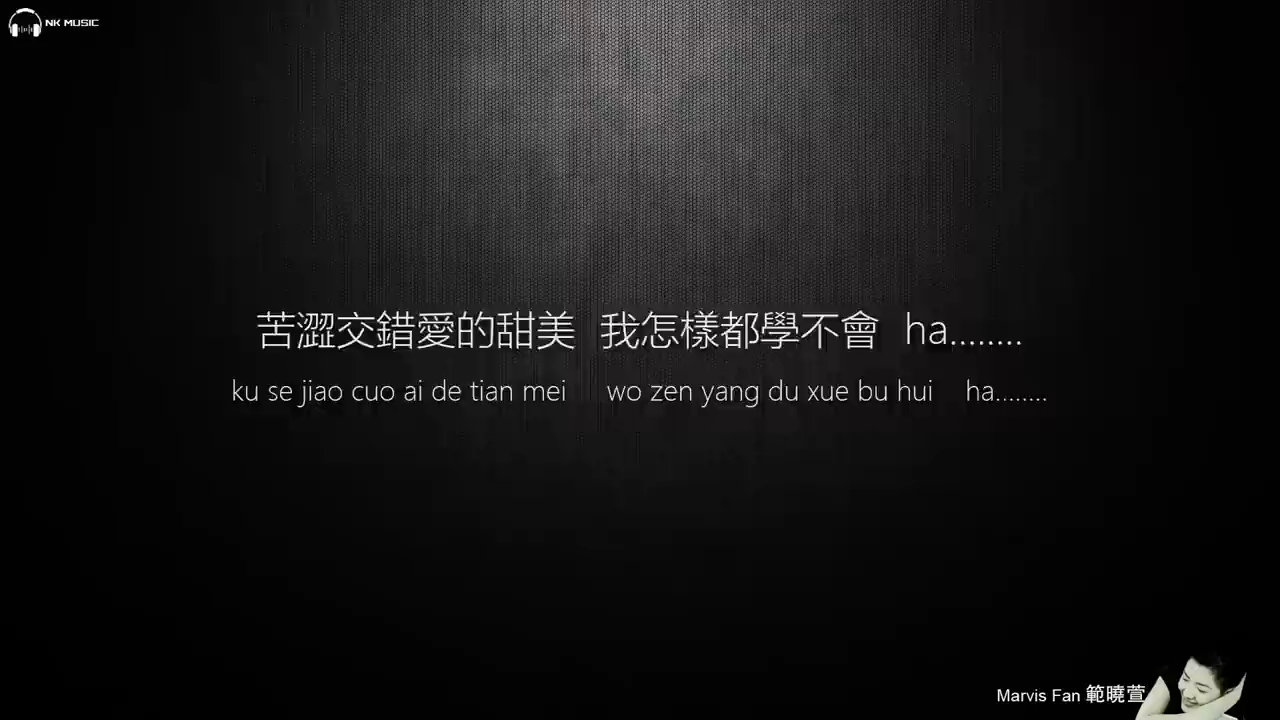 NK MUSIC
苦澀交錯愛的甜美 我怎樣都學不會 ha........
ku se jiao cuo ai de tian mei wo zen yang du xue bu hui ha........
Marvis Fan 範曉萱